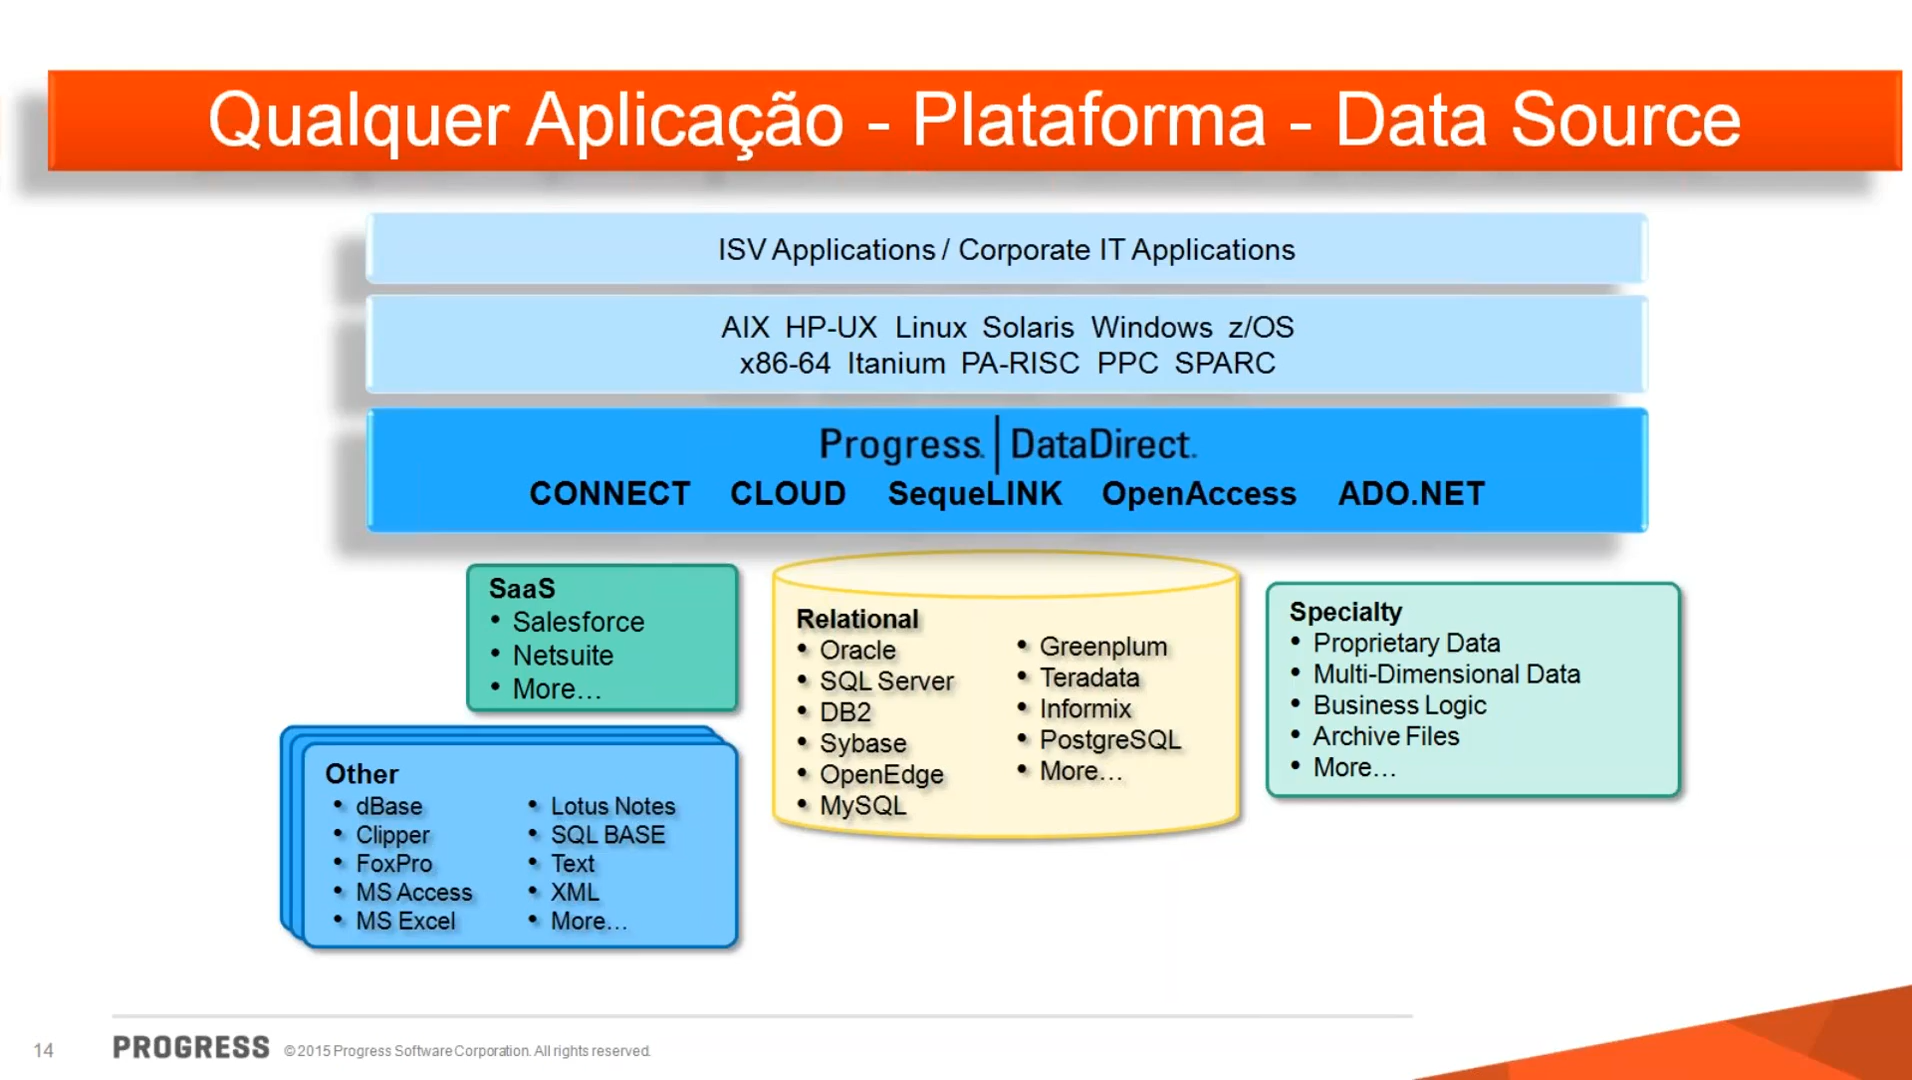 Qualquer Aplicação - Plataforma - Data Source
ISV Applications / Corporate IT Applications
AIX HP-UX Linux Solaris Windows z/OS
x86-64 Itanium PA-RISC PPC SPARC
Progress. | DataDirect.
CONNECT CLOUD SequeLINK OpenAccess ADO.NET
SaaS
• Salesforce
• Netsuite
• More…
Other
• dBase
• Clipper
• FoxPro
• MS Access
• MS Excel
• Lotus Notes
• SQL BASE
• Text
• XML
• More…
Relational
• Oracle
• SQL Server
• DB2
• Sybase
• OpenEdge
• MySQL
• Greenplum
• Teradata
• Informix
• PostgreSQL
• More…
Specialty
• Proprietary Data
• Multi-Dimensional Data
• Business Logic
• Archive Files
• More…
14
PROGRESS
© 2015 Progress Software Corporation. All rights reserved.